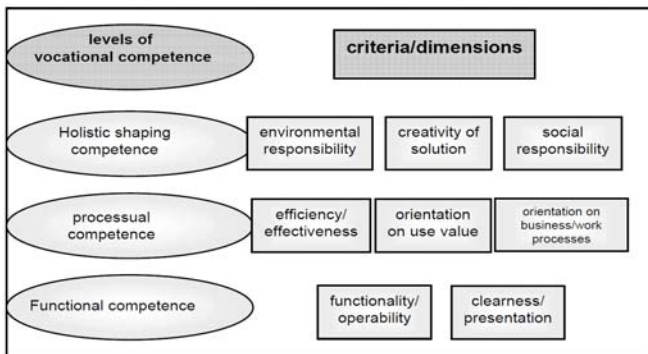 levels of
vocational competence
criteria/dimensions
Holistic shaping
competence
environmental
responsibility
creativity of
solution
social
responsibility
processual
competence
efficiency/
effectiveness
orientation
on use value
orientation on
business/work
processes
Functional competence
functionality/
operability
clearness/
presentation